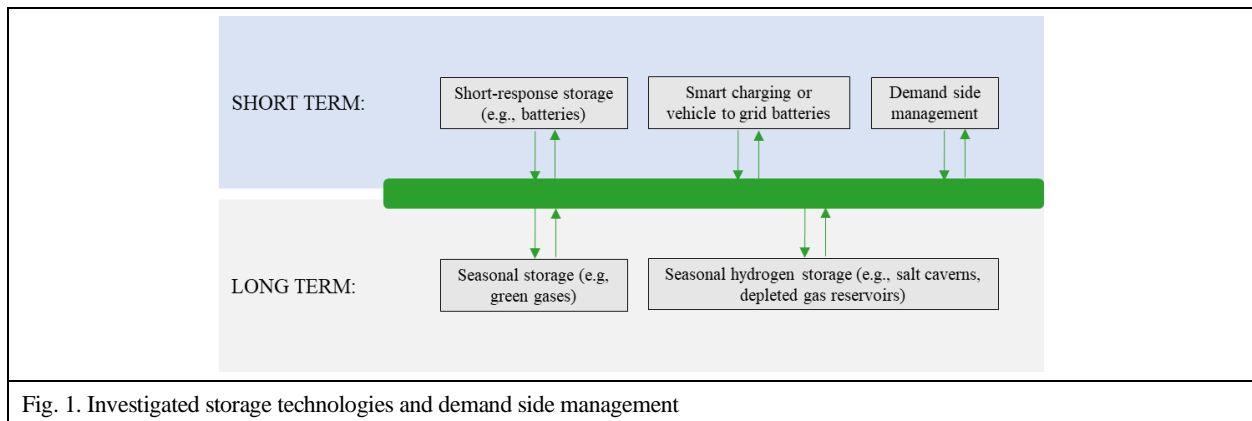 SHORT TERM:
Short-response storage
(e.g., batteries)
Smart charging or
vehicle to grid batteries
Demand side
management
LONG TERM:
Seasonal storage (e.g,
green gases)
Seasonal hydrogen storage (e.g., salt caverns,
depleted gas reservoirs)
Fig. 1. Investigated storage technologies and demand side management